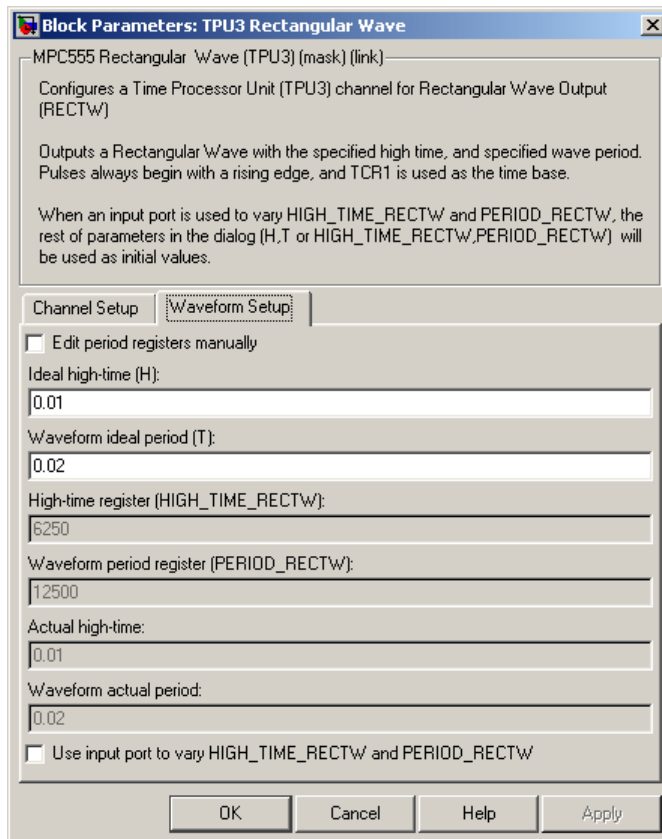 Block Parameters: TPU3 Rectangular Wave
MPC555 Rectangular Wave (TPU3) (mask) (link)
Configures a Time Processor Unit (TPU3) channel for Rectangular Wave Output
(RECTW)
Outputs a Rectangular Wave with the specified high time, and specified wave period.
Pulses always begin with a rising edge, and TCR1 is used as the time base.
When an input port is used to vary HIGH_TIME_RECTW and PERIOD_RECTW, the
rest of parameters in the dialog (H,T or HIGH_TIME_RECTW,PERIOD_RECTW) will
be used as initial values.
Channel Setup Waveform Setup
Edit period registers manually
Ideal high-time (H):
0.01
Waveform ideal period (T):
0.02
High-time register (HIGH_TIME_RECTW):
6250
Waveform period register (PERIOD_RECTW):
12500
Actual high-time:
0.01
Waveform actual period:
0.02
Use input port to vary HIGH_TIME_RECTW and PERIOD_RECTW
OK Cancel Help Apply